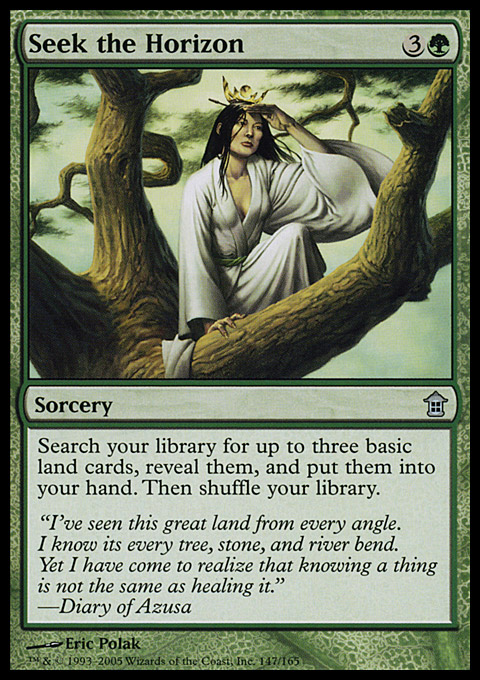 Seek the Horizon 3
Sorcery
Search your library for up to three basic
land cards, reveal them, and put them into
your hand. Then shuffle your library.
“I’ve seen this great land from every angle.
I know its every tree, stone, and river bend.
Yet I have come to realize that knowing a thing
is not the same as healing it.”
—Diary of Azusa
Eric Polak
™ & © 1993–2005 Wizards of the Coast, Inc. 147/165